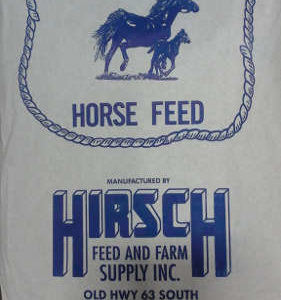 HORSE FEED
MANUFACTURED BY
HIRSCH
FEED AND FARM
SUPPLY INC.
OLD HWY 63 SOUTH